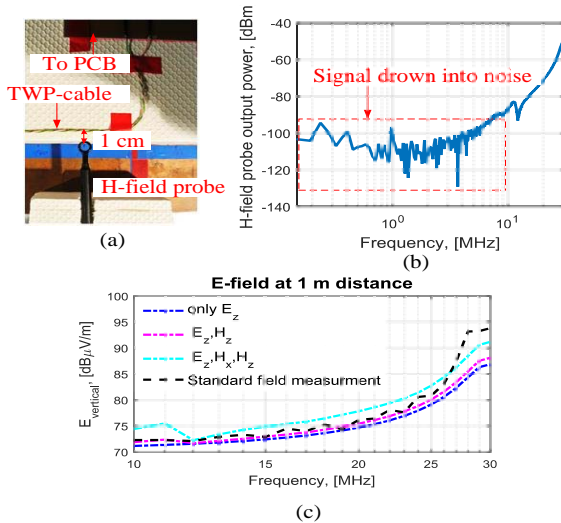 To PCB
TWP-cable
1 cm
H-field probe
(a)
H-field probe output power, [dBm
-40
-60
-80
-100
-120
-140
Signal drown into noise
10⁰
10¹
Frequency, [MHz]
(b)
E-field at 1 m distance
E_vertical, [dBμV/m]
100
95
90
85
80
75
70
only E_z
E_z,H_z
E_z,H_x,H_z
Standard field measurment
10
15
20
25
30
Frequency, [MHz]
(c)